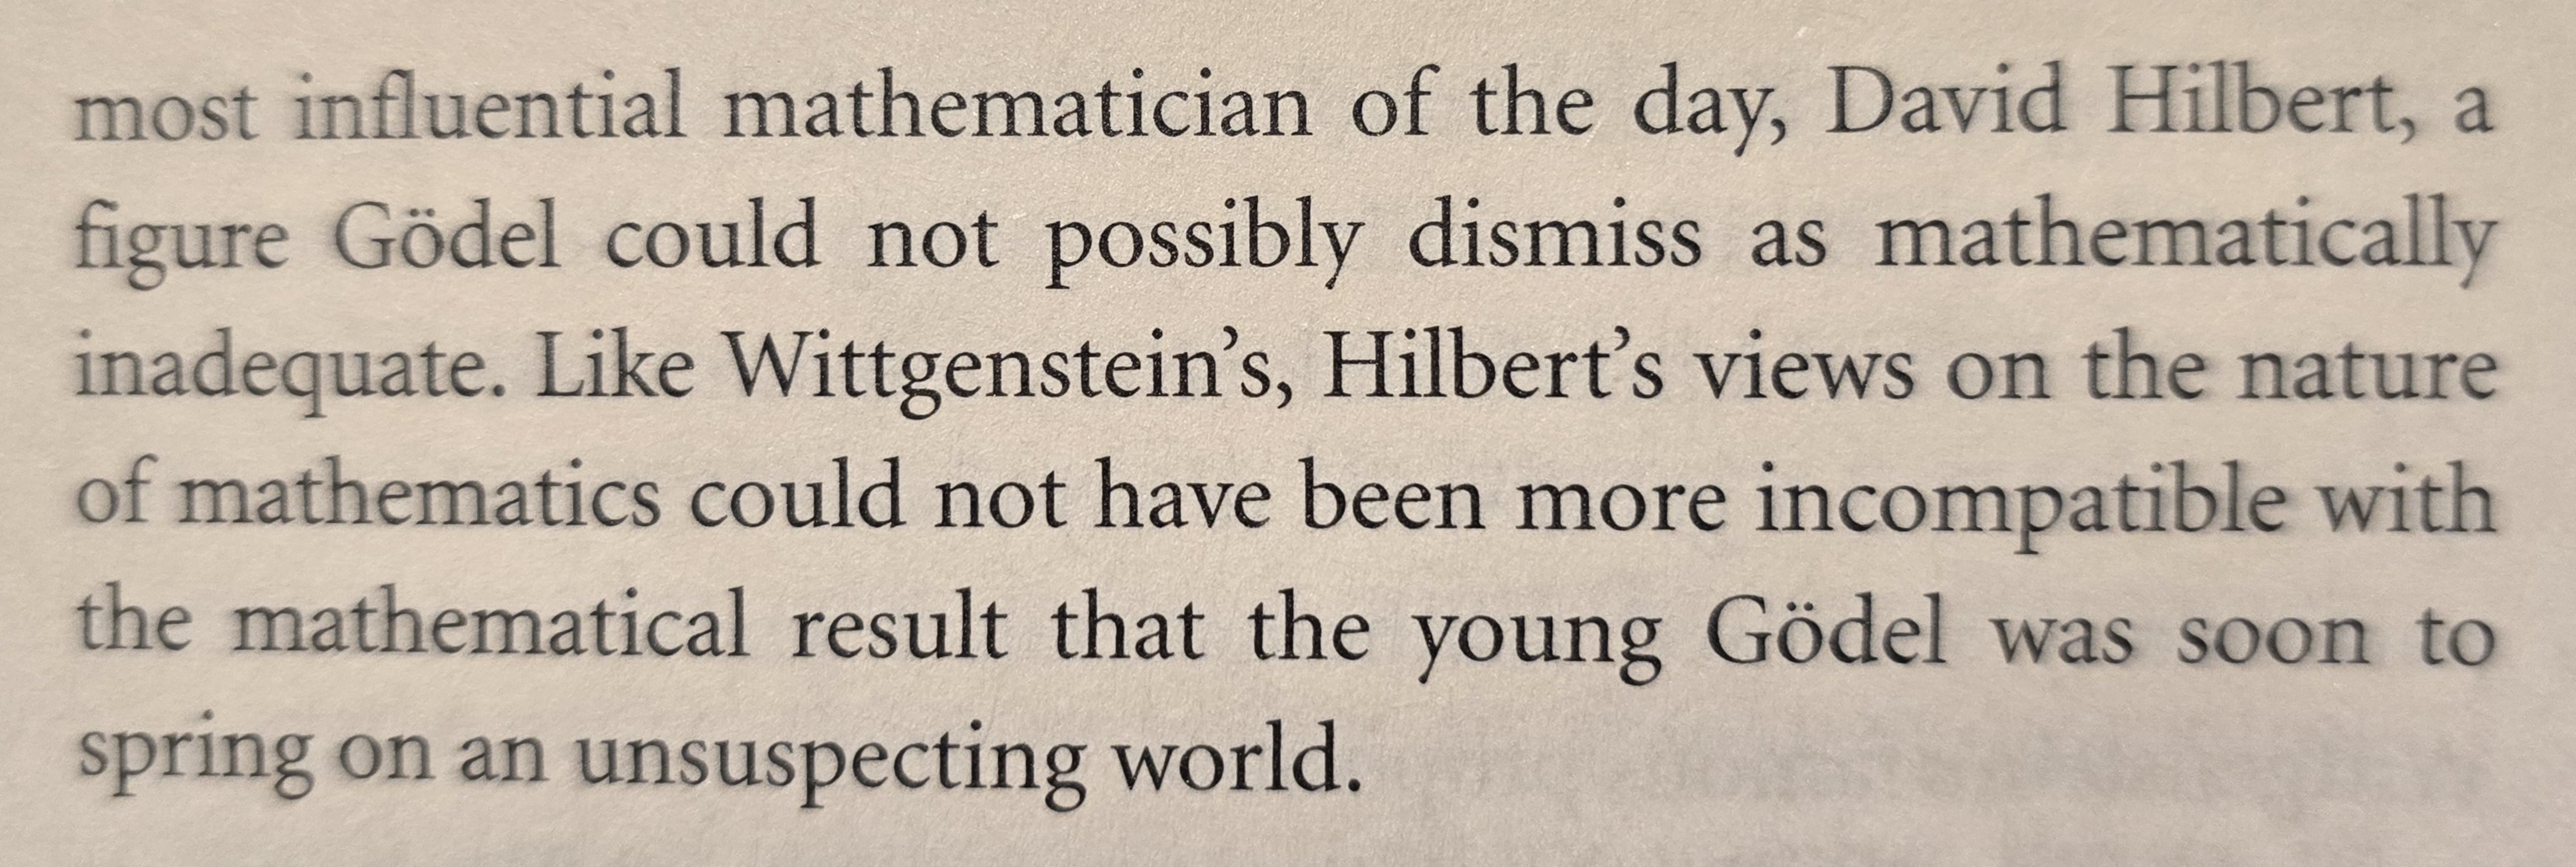 most influential mathematician of the day, David Hilbert, a
figure Gödel could not possibly dismiss as mathematically
inadequate. Like Wittgenstein’s, Hilbert’s views on the nature
of mathematics could not have been more incompatible with
the mathematical result that the young Gödel was soon to
spring on an unsuspecting world.